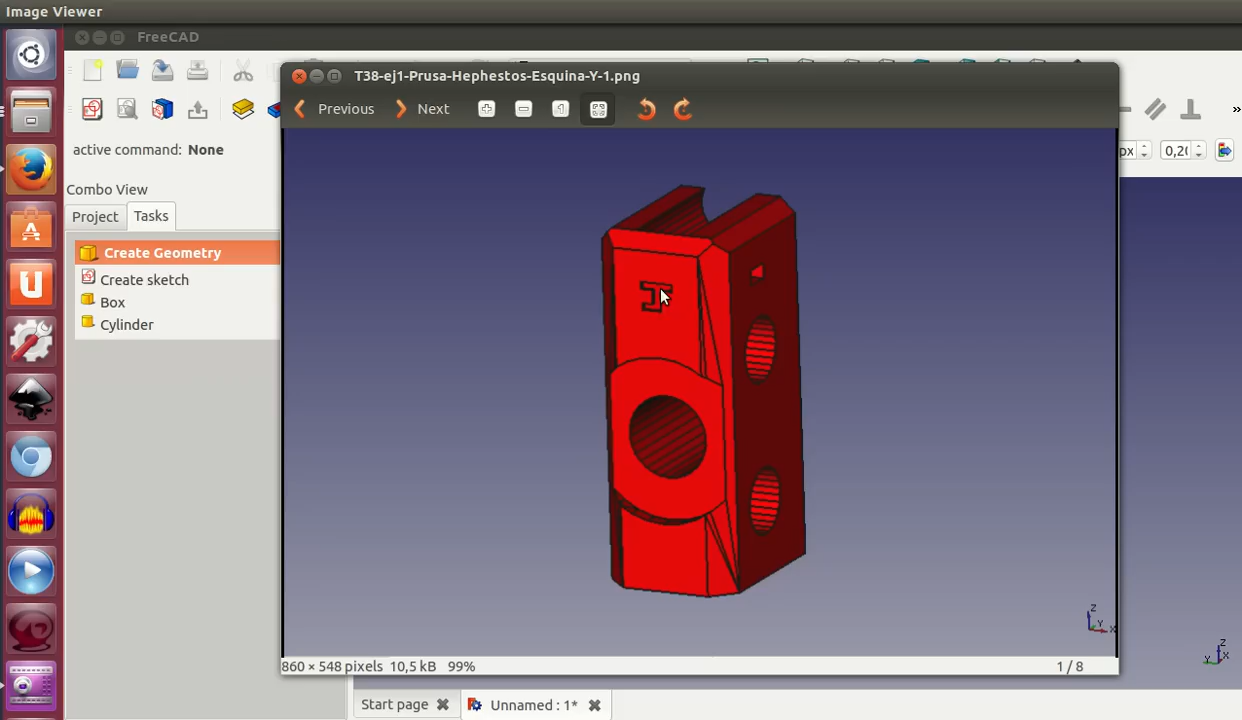 Image Viewer
FreeCAD
T38-ej1-Prusa-Hephestos-Esquina-Y-1.png
Previous
Next
active command: None
px
0,20
Combo View
Project
Tasks
Create Geometry
Create sketch
Box
Cylinder
Z
Y
X
Z
Y
X
860 × 548 pixels 10,5 kB 99%
1 / 8
Start page
Unnamed : 1*